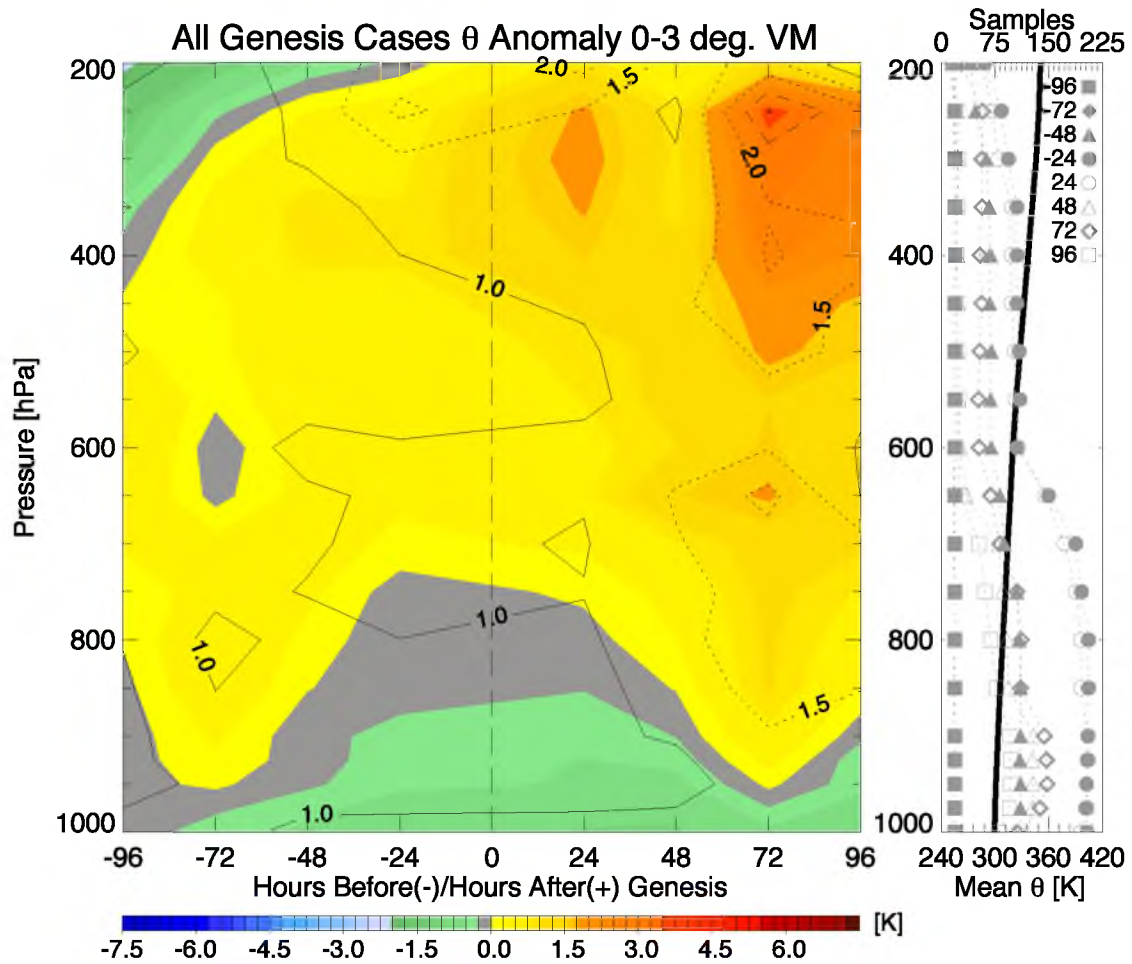 All Genesis Cases θ Anomaly 0-3 deg. VM
Samples
0 75 150 225
200
400
600
800
1000
Pressure [hPa]
2.0
1.5
1.0
2.0
1.5
1.0
1.0
1.5
1.0
-96 -72 -48 -24 0 24 48 72 96
Hours Before(-)/Hours After(+) Genesis
200
400
600
800
1000
-96
-72
-48
-24
24
48
72
96
240 300 360 420
Mean θ [K]
-7.5 -6.0 -4.5 -3.0 -1.5 0.0 1.5 3.0 4.5 6.0
[K]